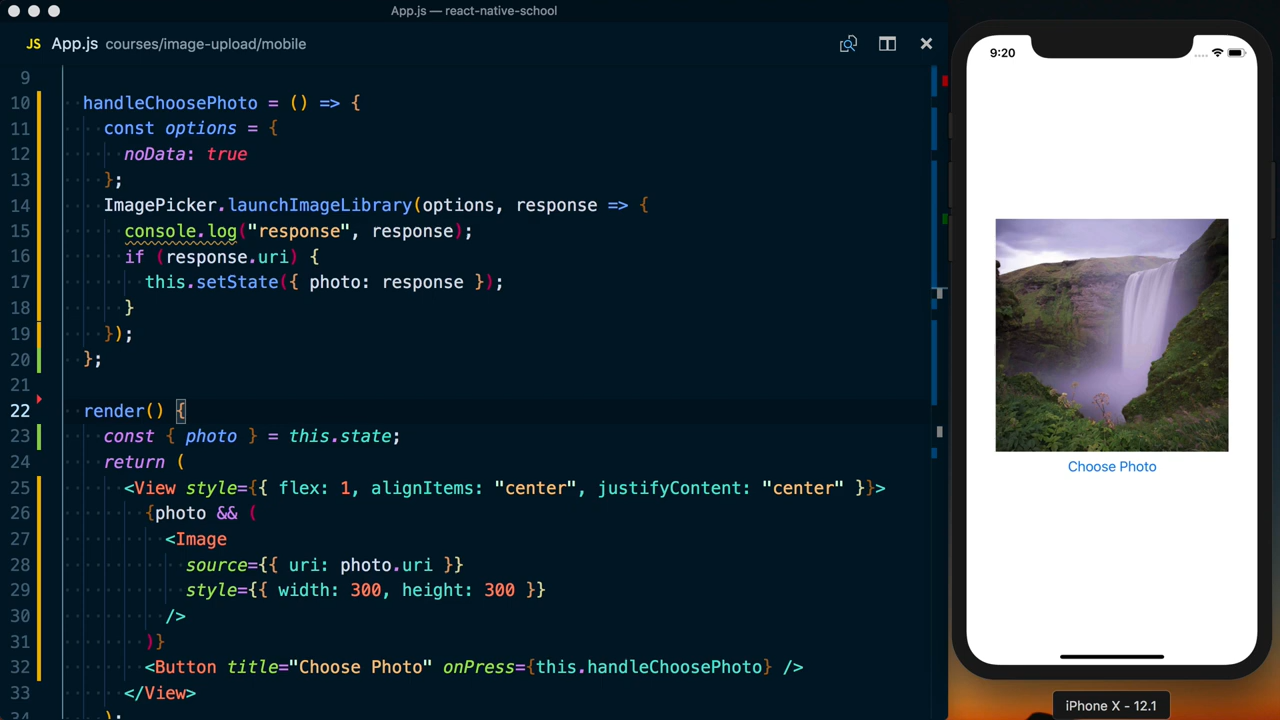 App.js — react-native-school
JS App.js courses/image-upload/mobile
9
10 handleChoosePhoto = () => {
11 const options = {
12 noData: true
13 };
14 ImagePicker.launchImageLibrary(options, response => {
15 console.log("response", response);
16 if (response.uri) {
17 this.setState({ photo: response });
18 }
19 });
20 };
21
22 render() {
23 const { photo } = this.state;
24 return (
25 <View style={{ flex: 1, alignItems: "center", justifyContent: "center" }}>
26 {photo && (
27 <Image
28 source={{ uri: photo.uri }}
29 style={{ width: 300, height: 300 }}
30 />
31 )}
32 <Button title="Choose Photo" onPress={this.handleChoosePhoto} />
33 </View>
34 );
9:20
Choose Photo
iPhone X - 12.1